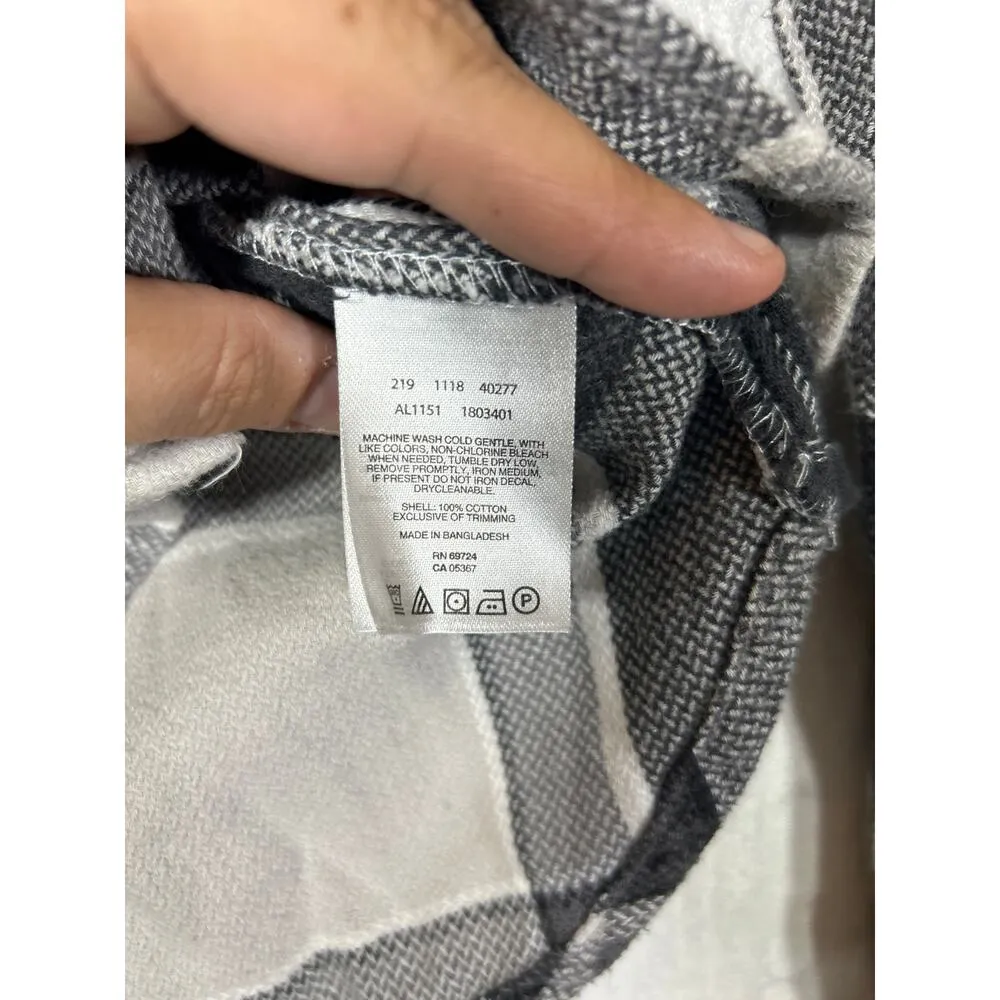 219 1118 40277
AL1151 1803401
MACHINE WASH COLD GENTLE, WITH
LIKE COLORS, NON-CHLORINE BLEACH
WHEN NEEDED, TUMBLE DRY LOW,
REMOVE PROMPTLY, IRON MEDIUM,
IF PRESENT DO NOT IRON DECAL,
DRYCLEANABLE.
SHELL: 100% COTTON
EXCLUSIVE OF TRIMMING
MADE IN BANGLADESH
RN 69724
CA 05367
P